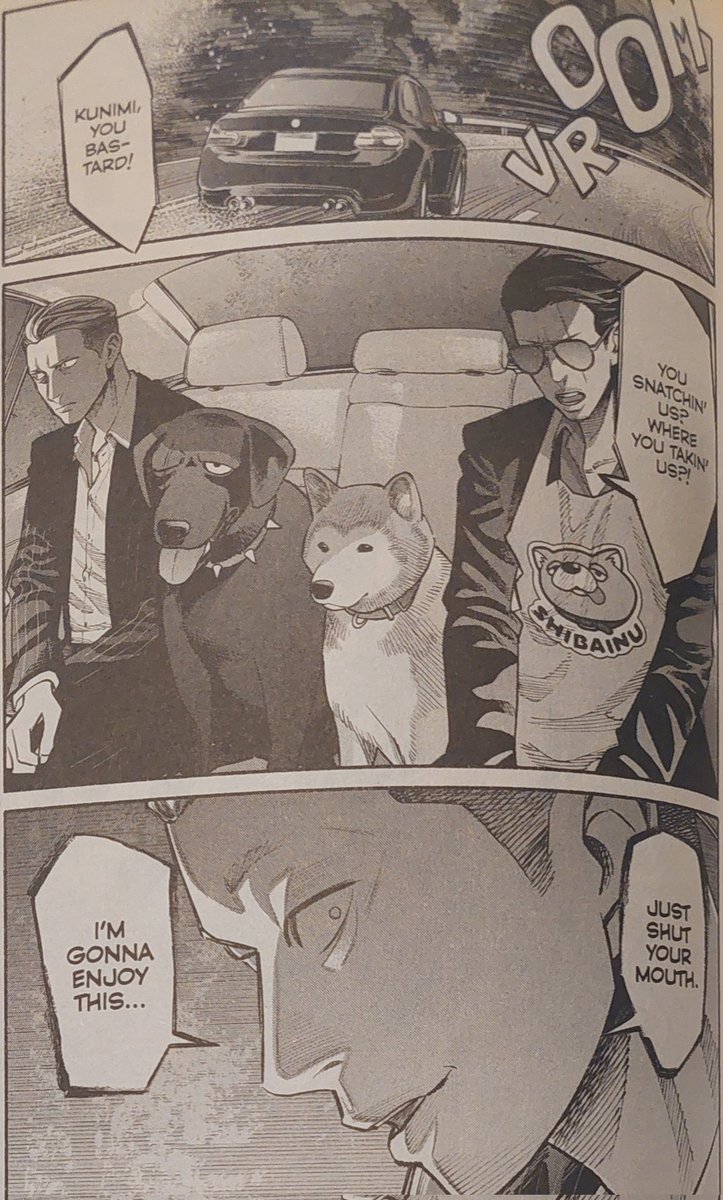 VROOM
KUNIMI,
YOU
BAS-
TARD!
YOU
SNATCHIN'
US?
WHERE
YOU TAKIN'
US?!
SHIBAINU
JUST
SHUT
YOUR
MOUTH.
I'M
GONNA
ENJOY
THIS...